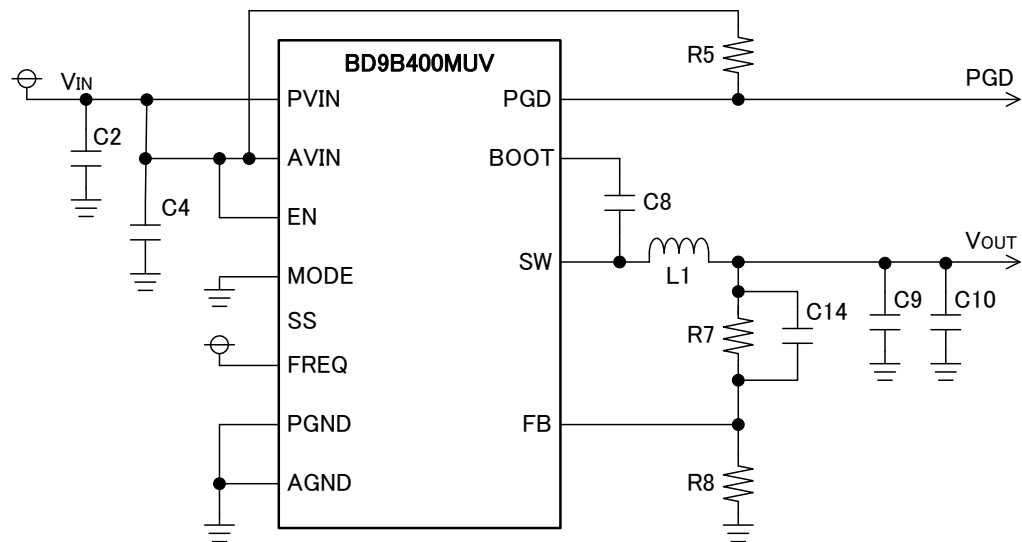 BD9B400MUV
VIN
C2
C4
PVIN
AVIN
EN
MODE
SS
FREQ
PGND
AGND
PGD
BOOT
SW
FB
R5
PGD
C8
L1
VOUT
R7
C14
C9
C10
R8